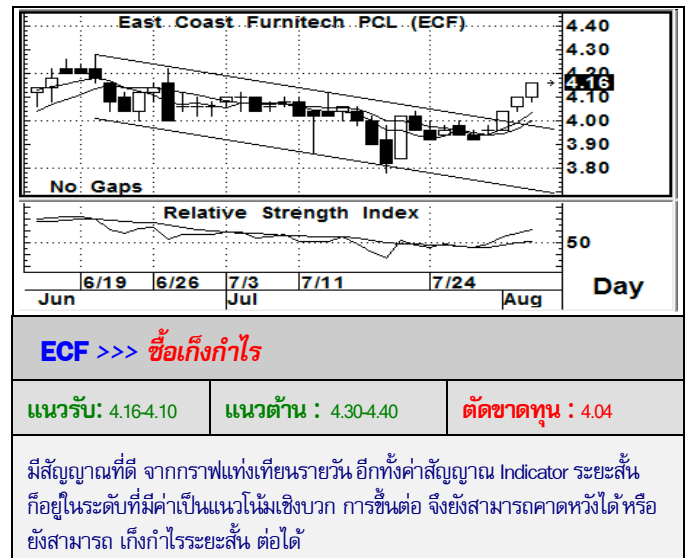 East Coast Furnitech PCL (ECF)
4.40
4.30
4.20
4.16
4.10
4.00
3.90
3.80
No Gaps
Relative Strength Index
50
6/19 6/26 7/3 7/11 7/24
Jun Jul Aug
Day
ECF >>> ซื้อเก็งกำไร
แนวรับ: 4.16-4.10 แนวต้าน : 4.30-4.40 ตัดขาดทุน : 4.04
มีสัญญาณที่ดี จากกราฟแท่งเทียนรายวัน อีกทั้งค่าสัญญาณ Indicator ระยะสั้น
ก็อยู่ในระดับที่มีค่าเป็นแนวโน้มเชิงบวก การขึ้นต่อ จึงยังสามารถคาดหวังได้ หรือ
ยังสามารถ เก็งกำไรระยะสั้น ต่อได้